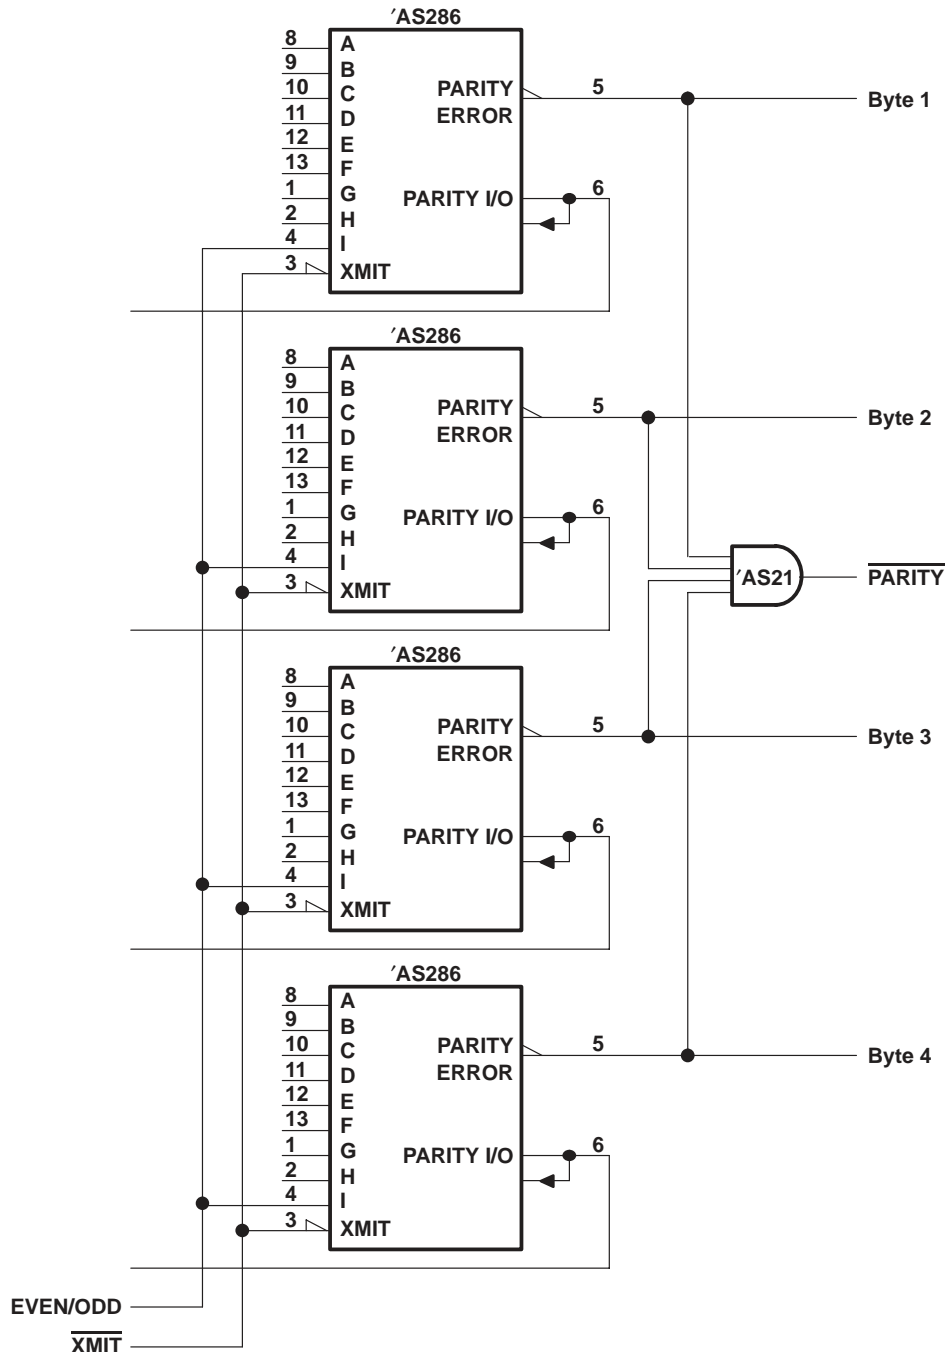 ′AS286
8 A
9 B
10 C
11 D
12 E
13 F
1 G
2 H
4 I
3 XMIT
PARITY
ERROR
5
Byte 1
PARITY I/O
6
′AS286
8 A
9 B
10 C
11 D
12 E
13 F
1 G
2 H
4 I
3 XMIT
PARITY
ERROR
5
Byte 2
PARITY I/O
6
′AS21
PARITY
′AS286
8 A
9 B
10 C
11 D
12 E
13 F
1 G
2 H
4 I
3 XMIT
PARITY
ERROR
5
Byte 3
PARITY I/O
6
′AS286
8 A
9 B
10 C
11 D
12 E
13 F
1 G
2 H
4 I
3 XMIT
PARITY
ERROR
5
Byte 4
PARITY I/O
6
EVEN/ODD
XMIT